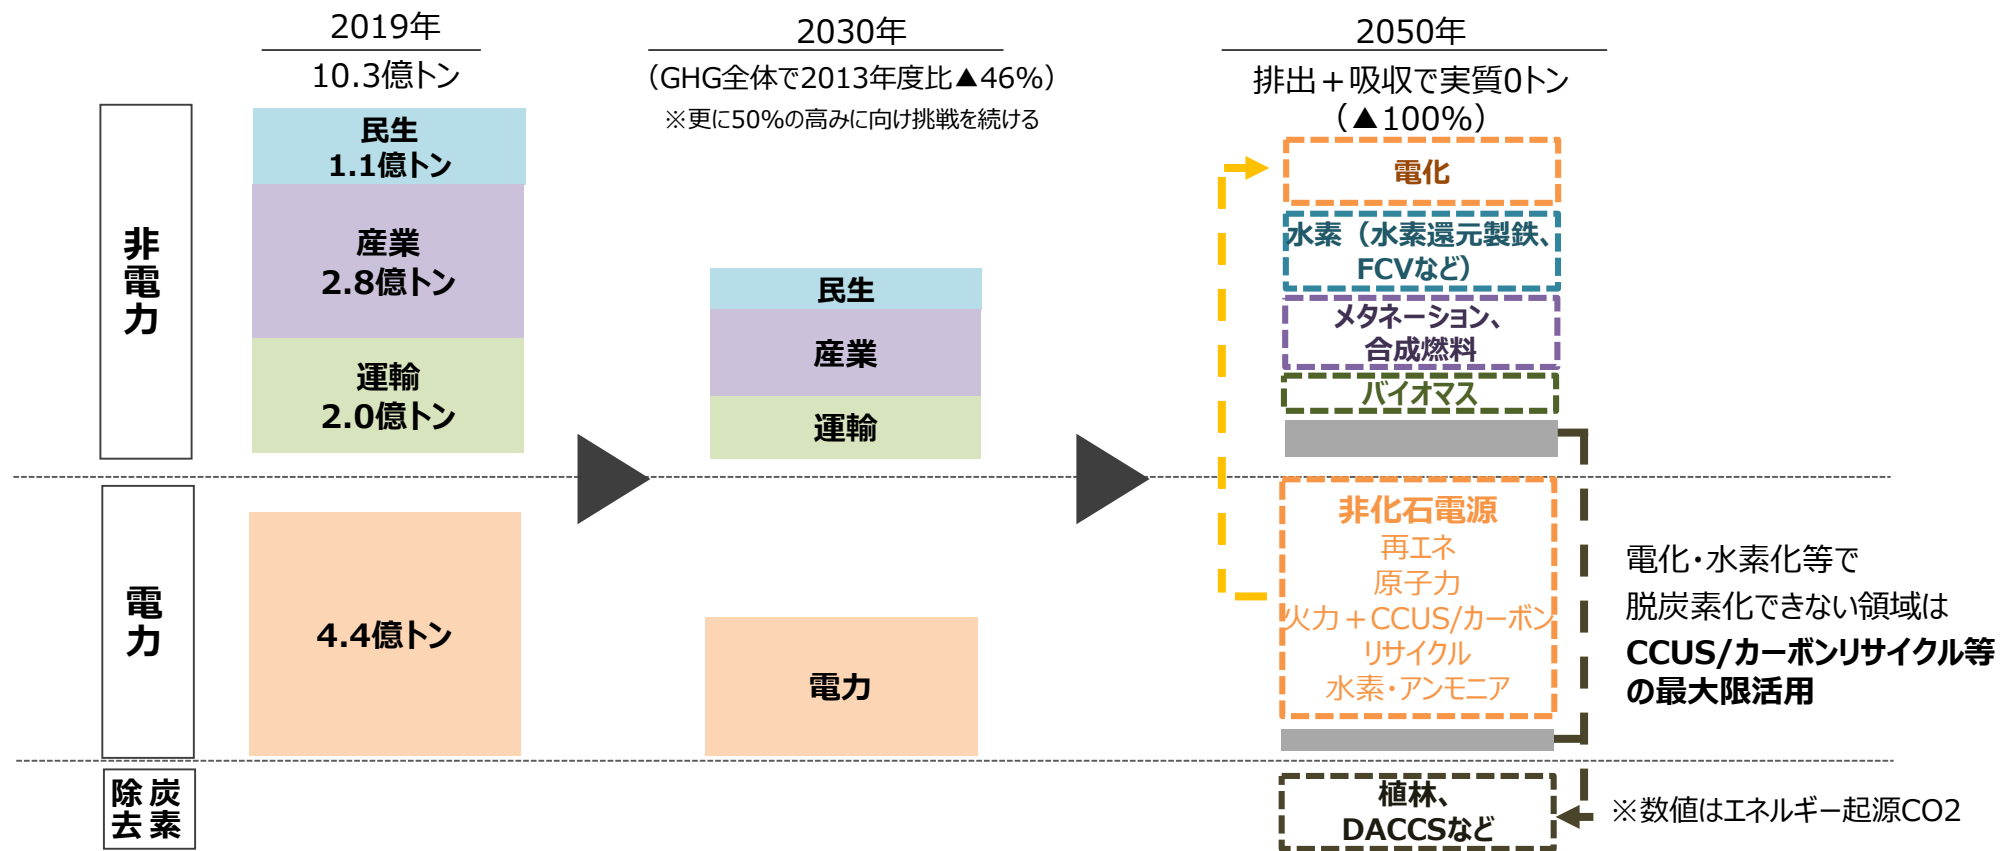 2019年
10.3億トン
2030年
（GHG全体で2013年度比▲46%）
※更に50%の高みに向け挑戦を続ける
2050年
排出＋吸収で実質0トン
（▲100%）
非電力
民生
1.1億トン
産業
2.8億トン
運輸
2.0億トン
民生
産業
運輸
電化
水素（水素還元製鉄、
FCVなど）
メタネーション、
合成燃料
バイオマス
電力
4.4億トン
電力
非化石電源
再エネ
原子力
火力＋CCUS/カーボン
リサイクル
水素・アンモニア
電化・水素化等で
脱炭素化できない領域は
CCUS/カーボンリサイクル等
の最大限活用
炭素
除去
植林、
DACCSなど
※数値はエネルギー起源CO2